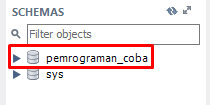 SCHEMAS
Filter objects
pemrograman_coba
sys